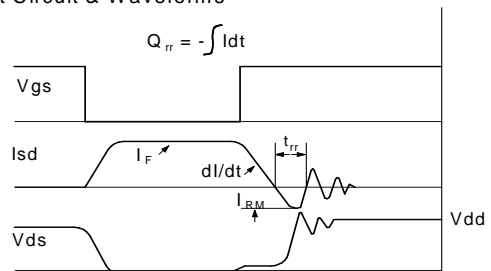 t Circuit & Waveforms
Q rr = - ∫ Idt
Vgs
Isd
I F
dI/dt
t rr
I RM
Vdd
Vds